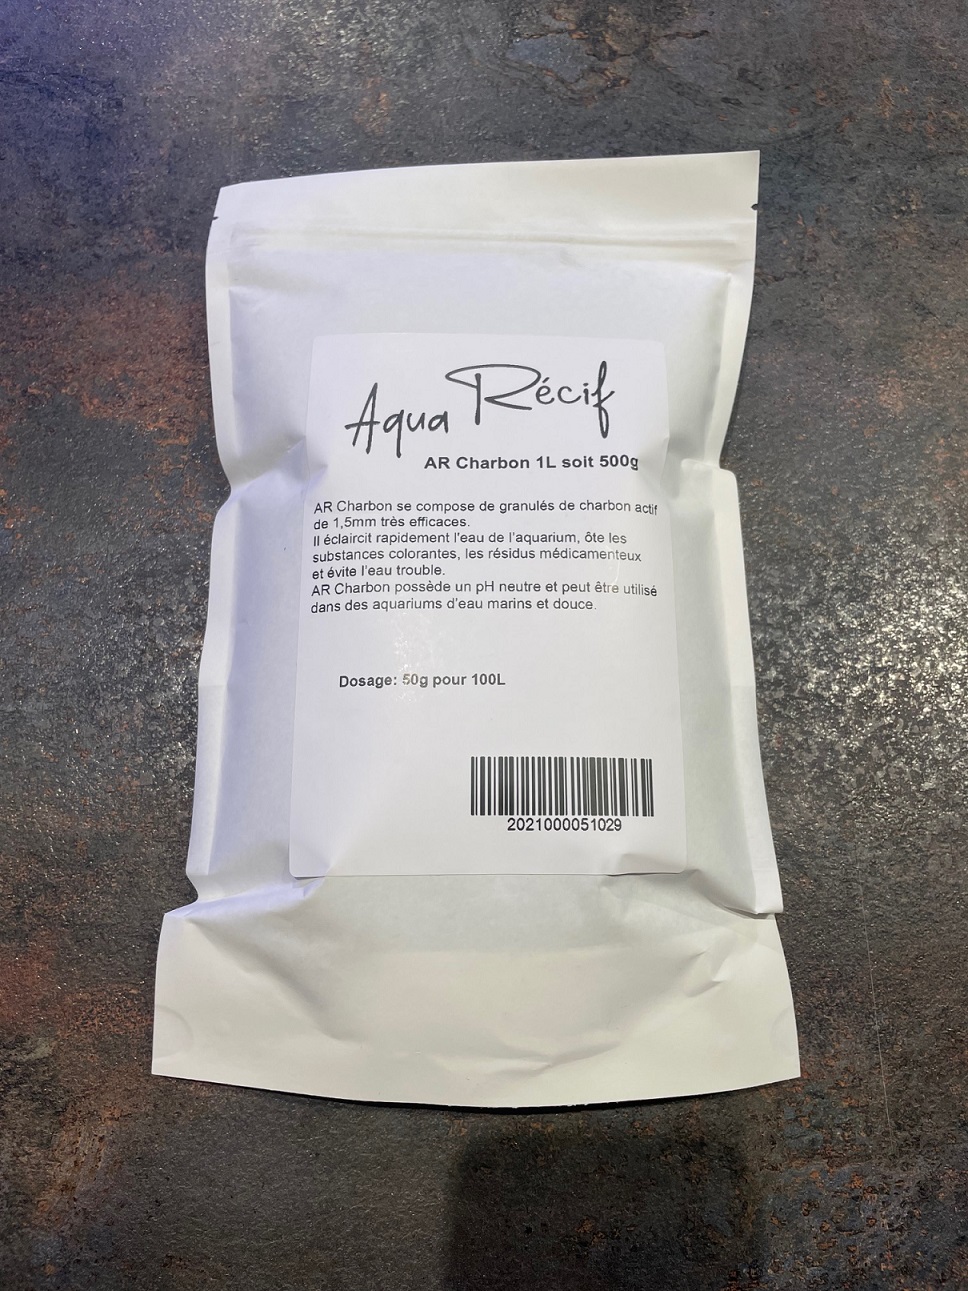 Aqua Récif
AR Charbon 1L soit 500g
AR Charbon se compose de granulés de charbon actif
de 1,5mm très efficaces.
Il éclaircit rapidement l'eau de l'aquarium, ôte les
substances colorantes, les résidus médicamenteux
et évite l'eau trouble.
AR Charbon possède un pH neutre et peut être utilisé
dans des aquariums d'eau marins et douce.
Dosage: 50g pour 100L
2021000051029